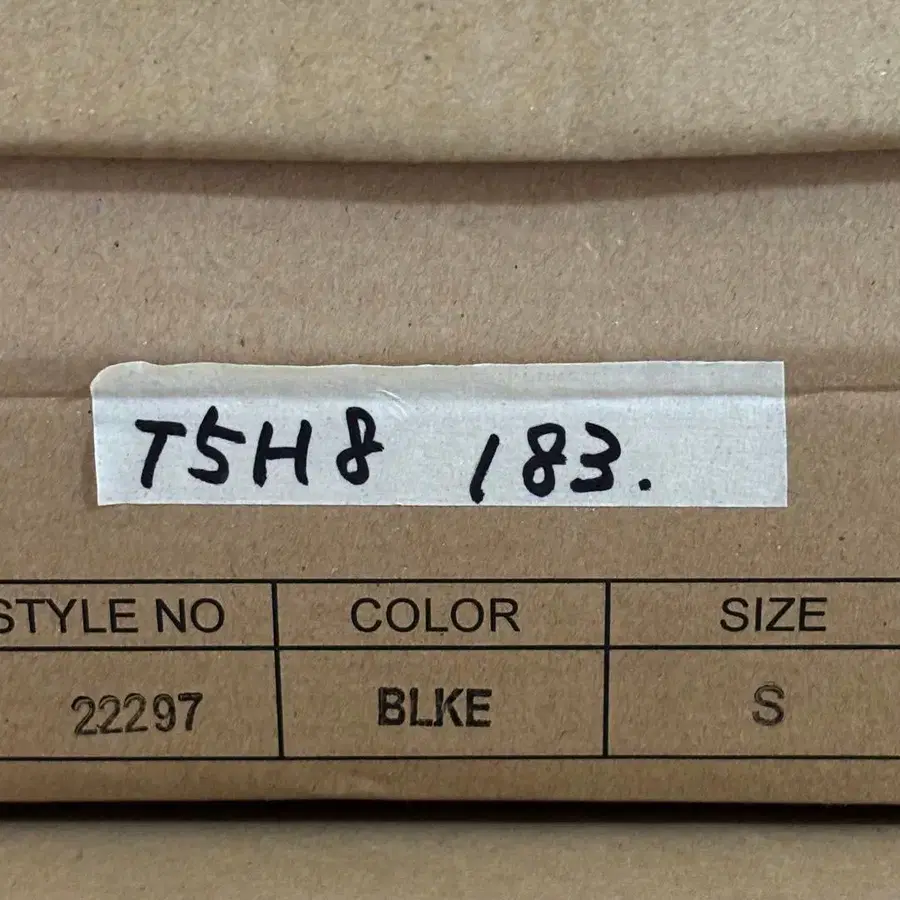 T5H8 183.
STYLE NO COLOR SIZE
22297 BLKE S